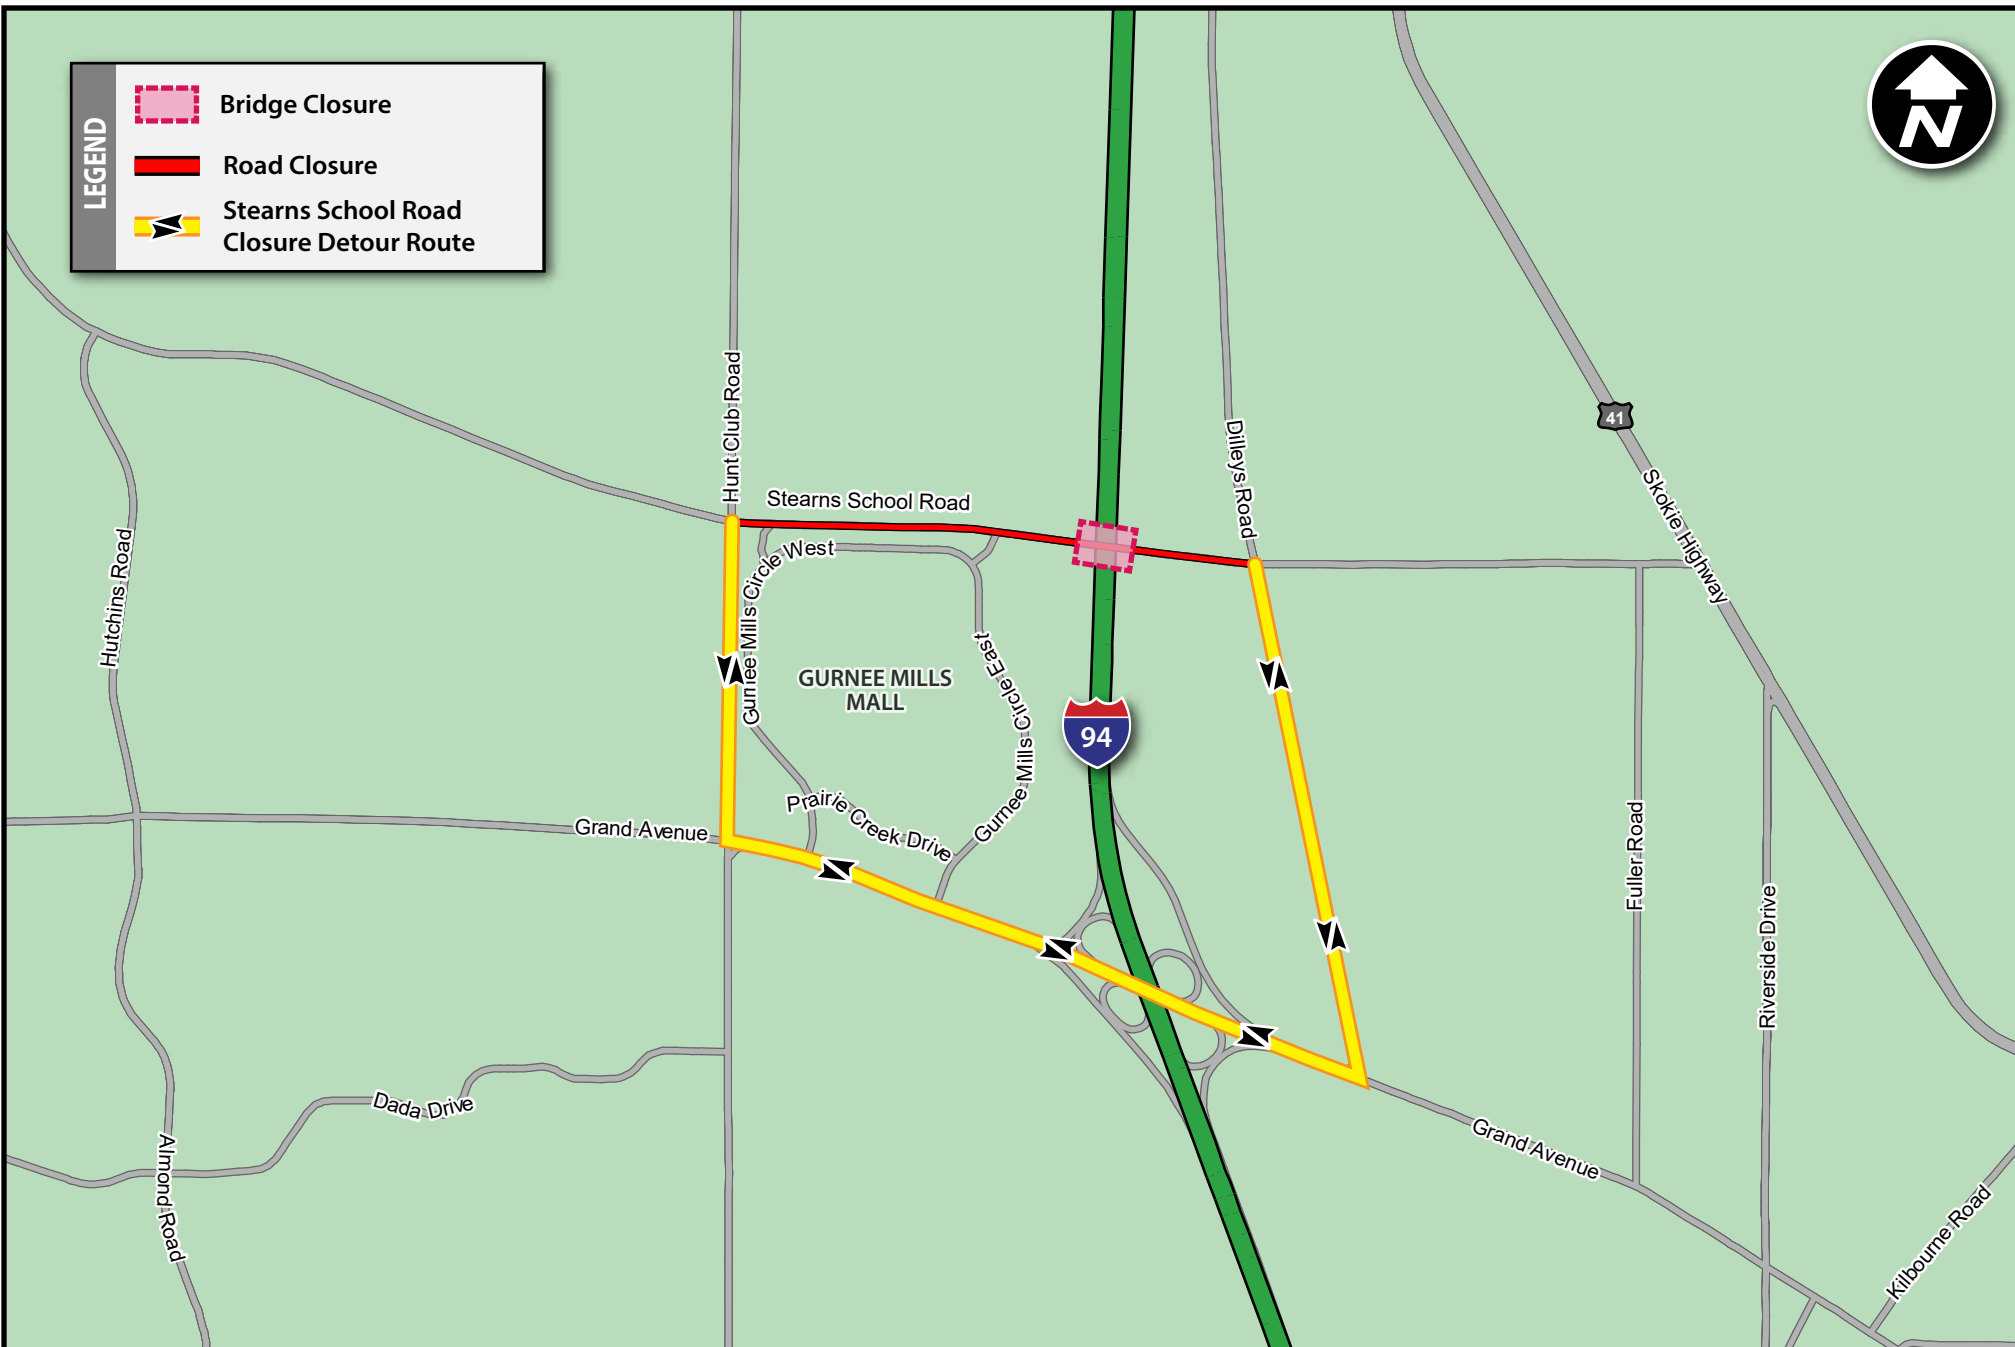 LEGEND
Bridge Closure
Road Closure
Stearns School Road
Closure Detour Route
N
Hunt Club Road
Stearns School Road
Dilleys Road
41
Skokie Highway
Hutchins Road
Gurnee Mills Circle West
GURNEE MILLS
MALL
Gurnee Mills Circle East
94
Prairie Creek Drive
Grand Avenue
Fuller Road
Riverside Drive
Dada Drive
Almond Road
Grand Avenue
Kilbourne Road